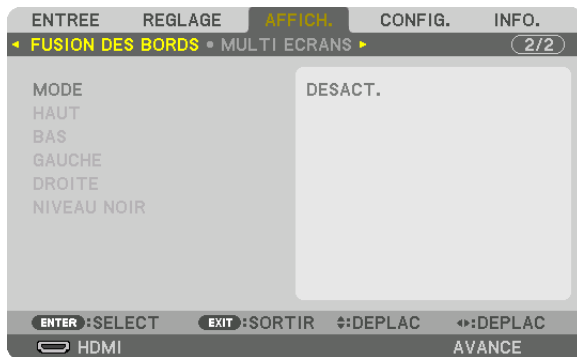 ENTREE REGLAGE AFFICH. CONFIG. INFO.
FUSION DES BORDS • MULTI ECRANS 2/2
MODE DESACT.
HAUT
BAS
GAUCHE
DROITE
NIVEAU NOIR
ENTER :SELECT EXIT :SORTIR :DEPLAC :DEPLAC
HDMI AVANCE